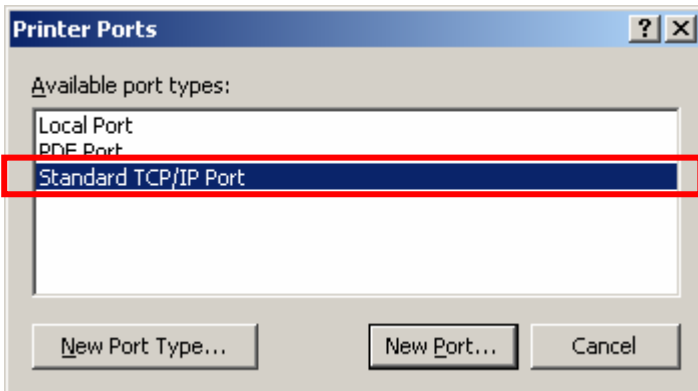 Printer Ports
Available port types:
Local Port
PDF Port
Standard TCP/IP Port
New Port Type...
New Port...
Cancel